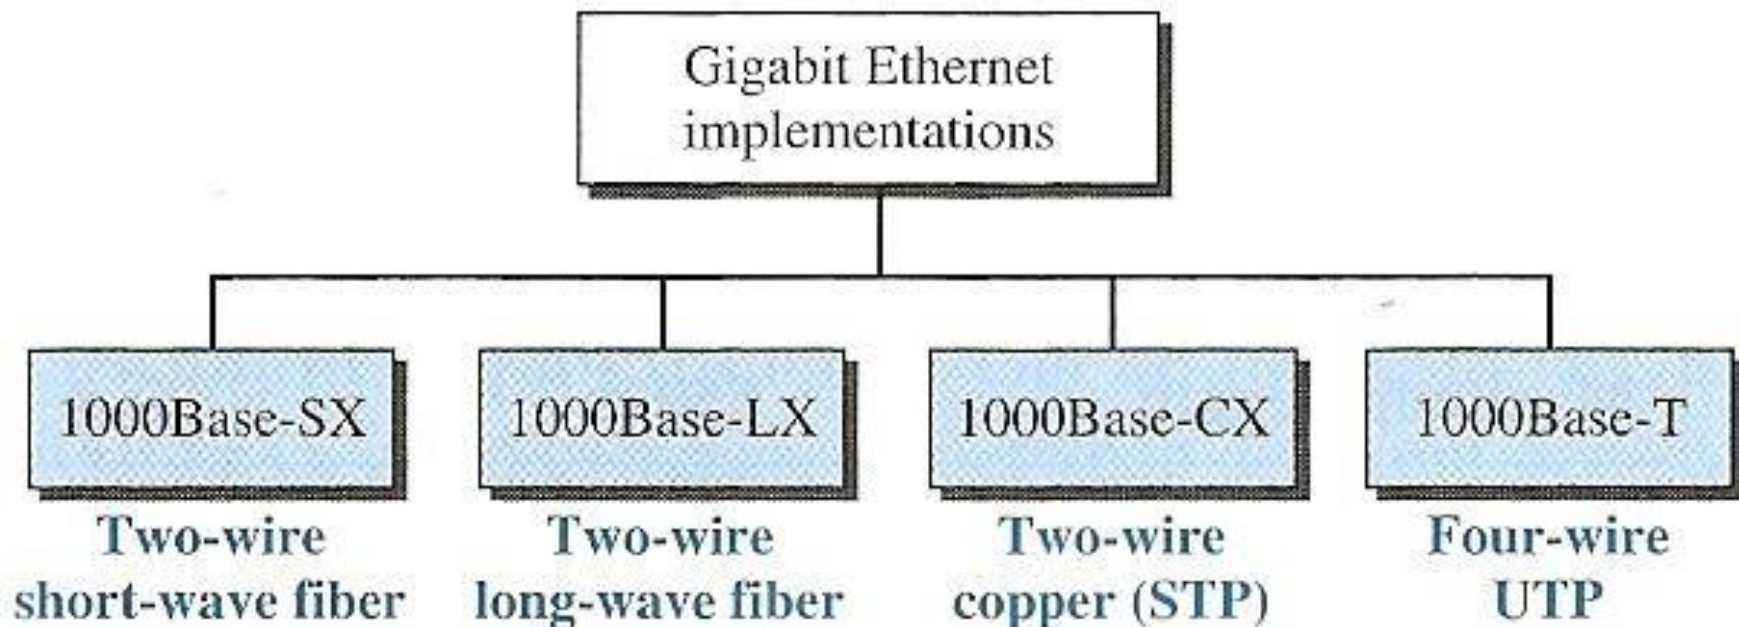 Gigabit Ethernet
implementations
1000Base-SX
1000Base-LX
1000Base-CX
1000Base-T
Two-wire
short-wave fiber
Two-wire
long-wave fiber
Two-wire
copper (STP)
Four-wire
UTP